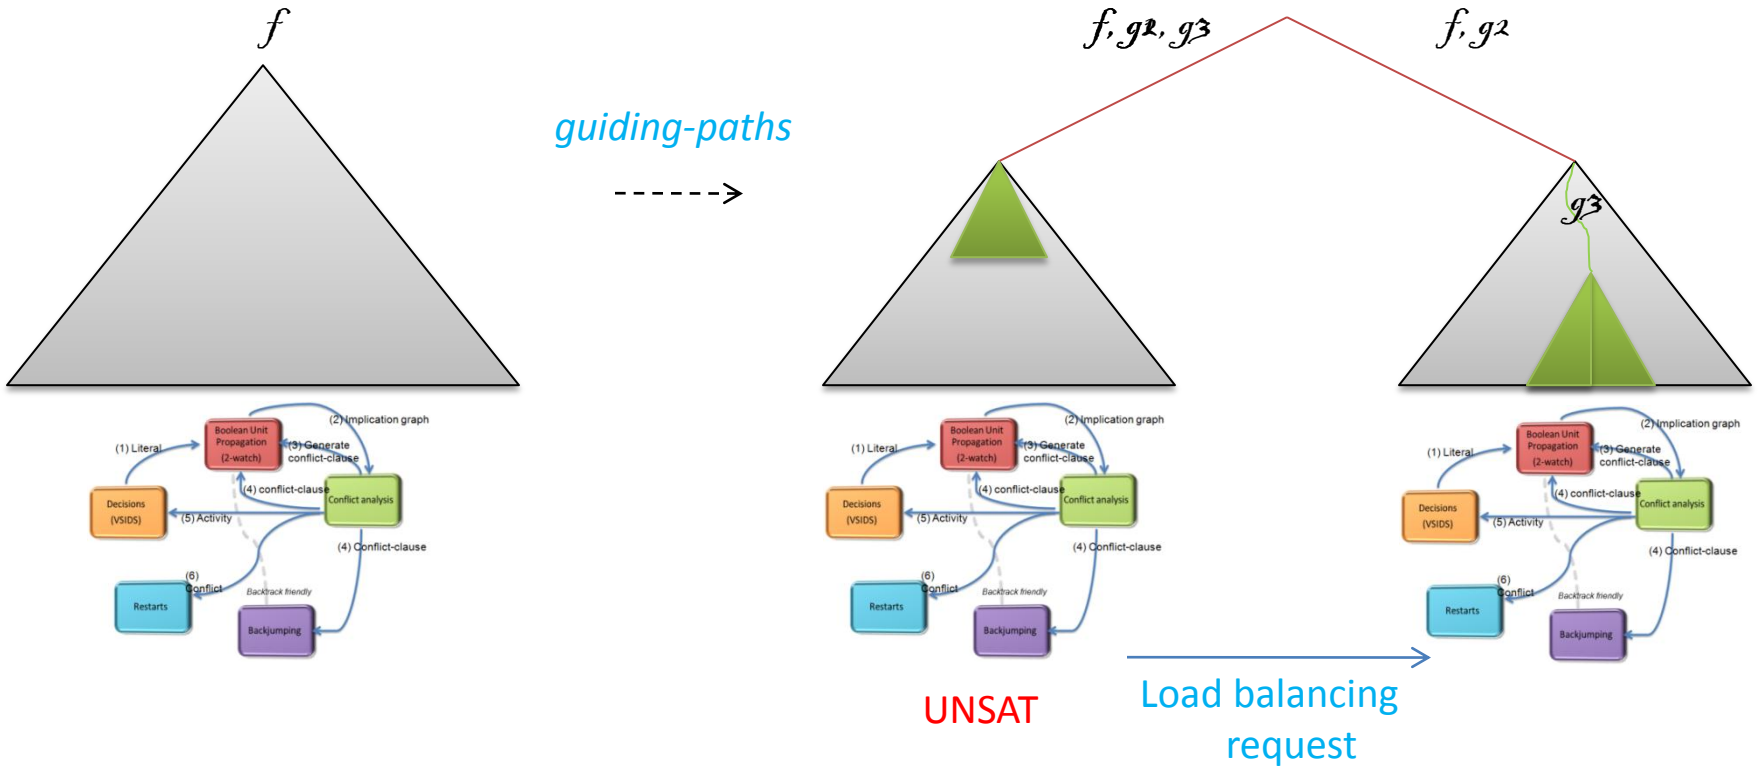 f
f, g2, g3
f, g2
guiding-paths
g3
(2) Implication graph
Boolean Unit
Propagation
(2-watch)
(3) Generate
conflict-clause
(1) Literal
(4) conflict-clause
Conflict analysis
Decisions
(VSIDS)
(5) Activity
(4) Conflict-clause
(6)
Conflict
Backtrack friendly
Restarts
Backjumping
(2) Implication graph
Boolean Unit
Propagation
(2-watch)
(3) Generate
conflict-clause
(1) Literal
(4) conflict-clause
Conflict analysis
Decisions
(VSIDS)
(5) Activity
(4) Conflict-clause
(6)
Conflict
Backtrack friendly
Restarts
Backjumping
(2) Implication graph
Boolean Unit
Propagation
(2-watch)
(3) Generate
conflict-clause
(1) Literal
(4) conflict-clause
Conflict analysis
Decisions
(VSIDS)
(5) Activity
(4) Conflict-clause
(6)
Conflict
Backtrack friendly
Restarts
Backjumping
UNSAT
Load balancing
request